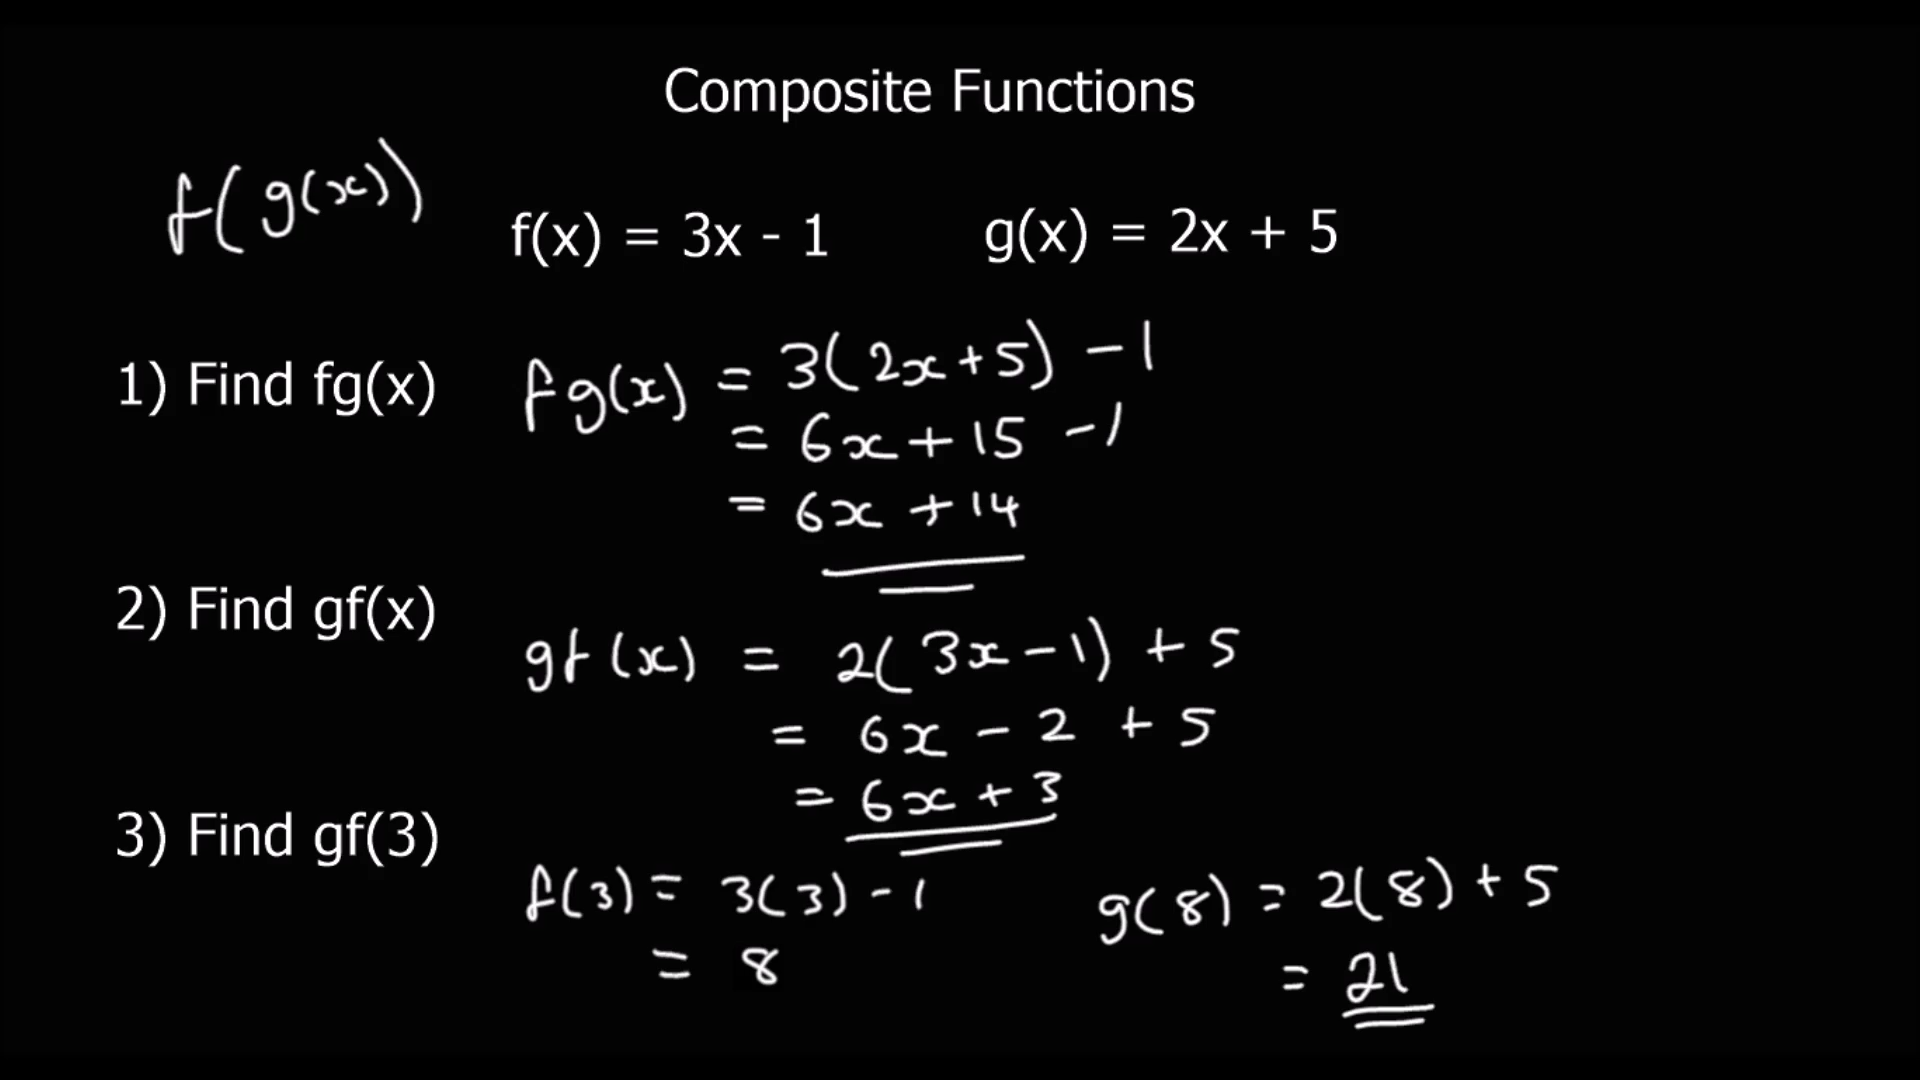 Composite Functions
f(g(x))
f(x) = 3x - 1
g(x) = 2x + 5
1) Find fg(x)
fg(x) = 3(2x+5) - 1
= 6x + 15 - 1
= 6x + 14
2) Find gf(x)
gf(x) = 2(3x-1) + 5
= 6x - 2 + 5
= 6x + 3
3) Find gf(3)
f(3) = 3(3) - 1
= 8
g(8) = 2(8) + 5
= 21